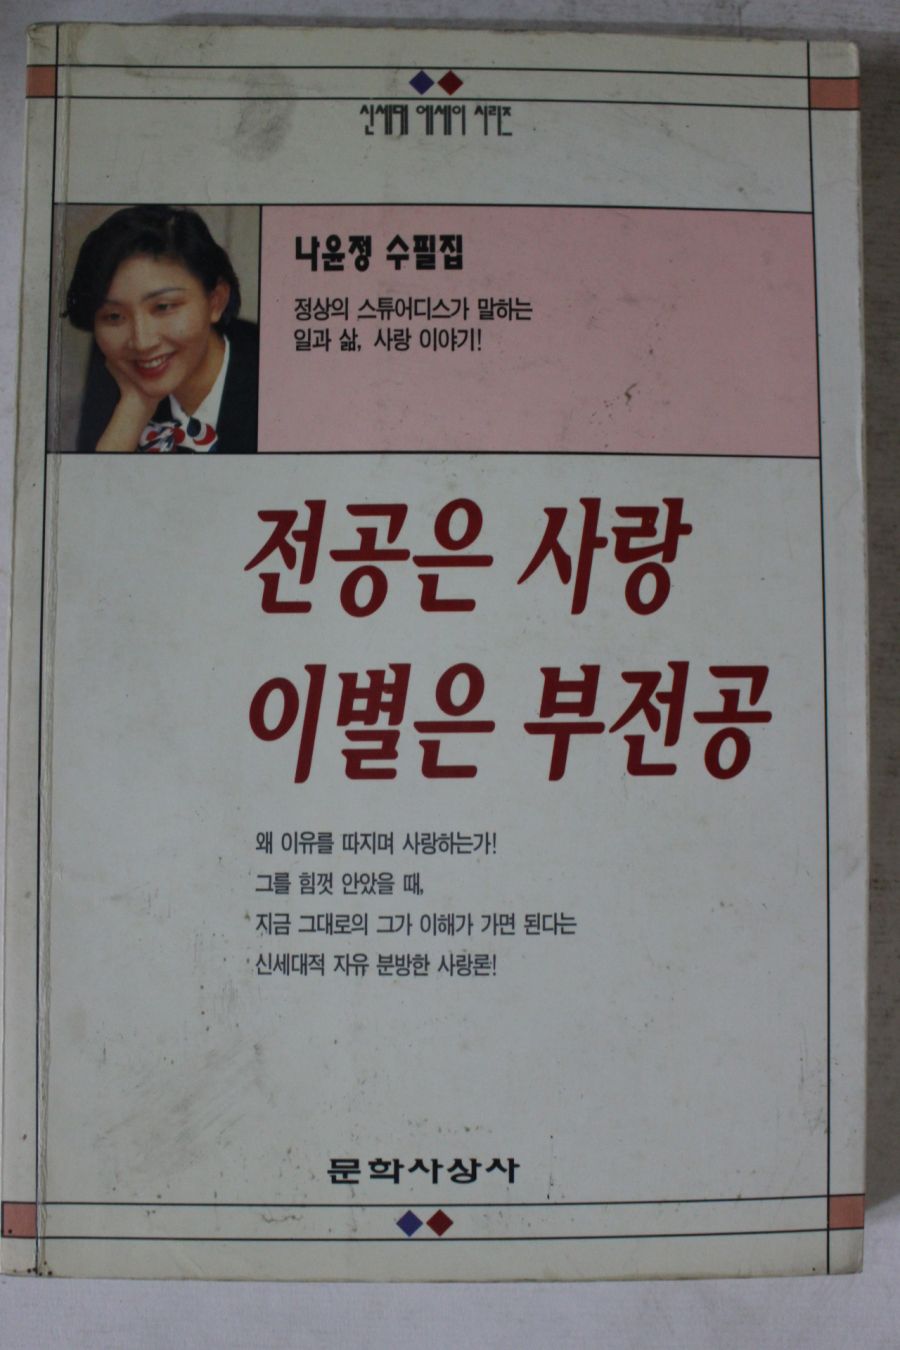 신세대 에세이 시리즈
나윤정 수필집
정상의 스튜어디스가 말하는
일과 삶, 사랑 이야기!
전공은 사랑
이별은 부전공
왜 이유를 따지며 사랑하는가!
그를 힘껏 안았을 때,
지금 그대로의 그가 이해가 가면 된다는
신세대적 자유 분방한 사랑론!
문학사상사